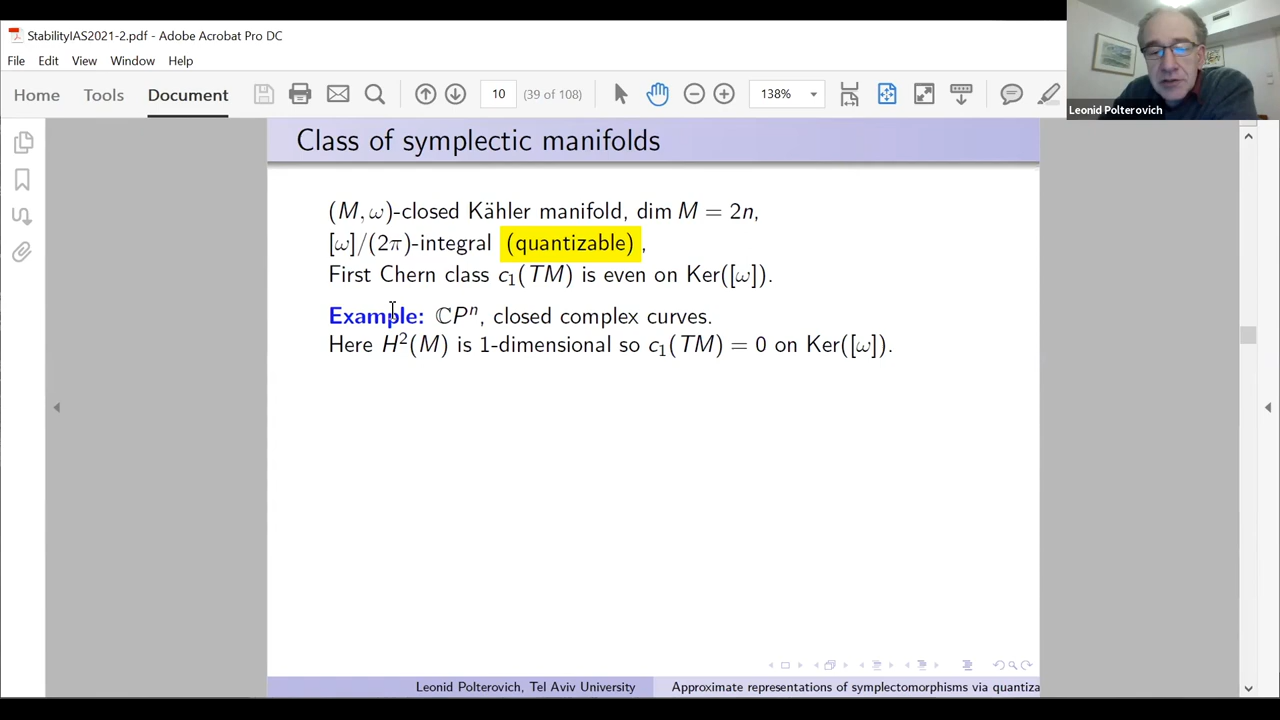 StabilityIAS2021-2.pdf - Adobe Acrobat Pro DC
File Edit View Window Help
Home Tools Document 10 (39 of 108) 138%
Leonid Polterovich
Class of symplectic manifolds
(M, ω)-closed Kähler manifold, dim M = 2n,
[ω]/(2π)-integral (quantizable) ,
First Chern class c₁(TM) is even on Ker([ω]).
Example: ℂPⁿ, closed complex curves.
Here H²(M) is 1-dimensional so c₁(TM) = 0 on Ker([ω]).
Leonid Polterovich, Tel Aviv University Approximate representations of symplectomorphisms via quantiza